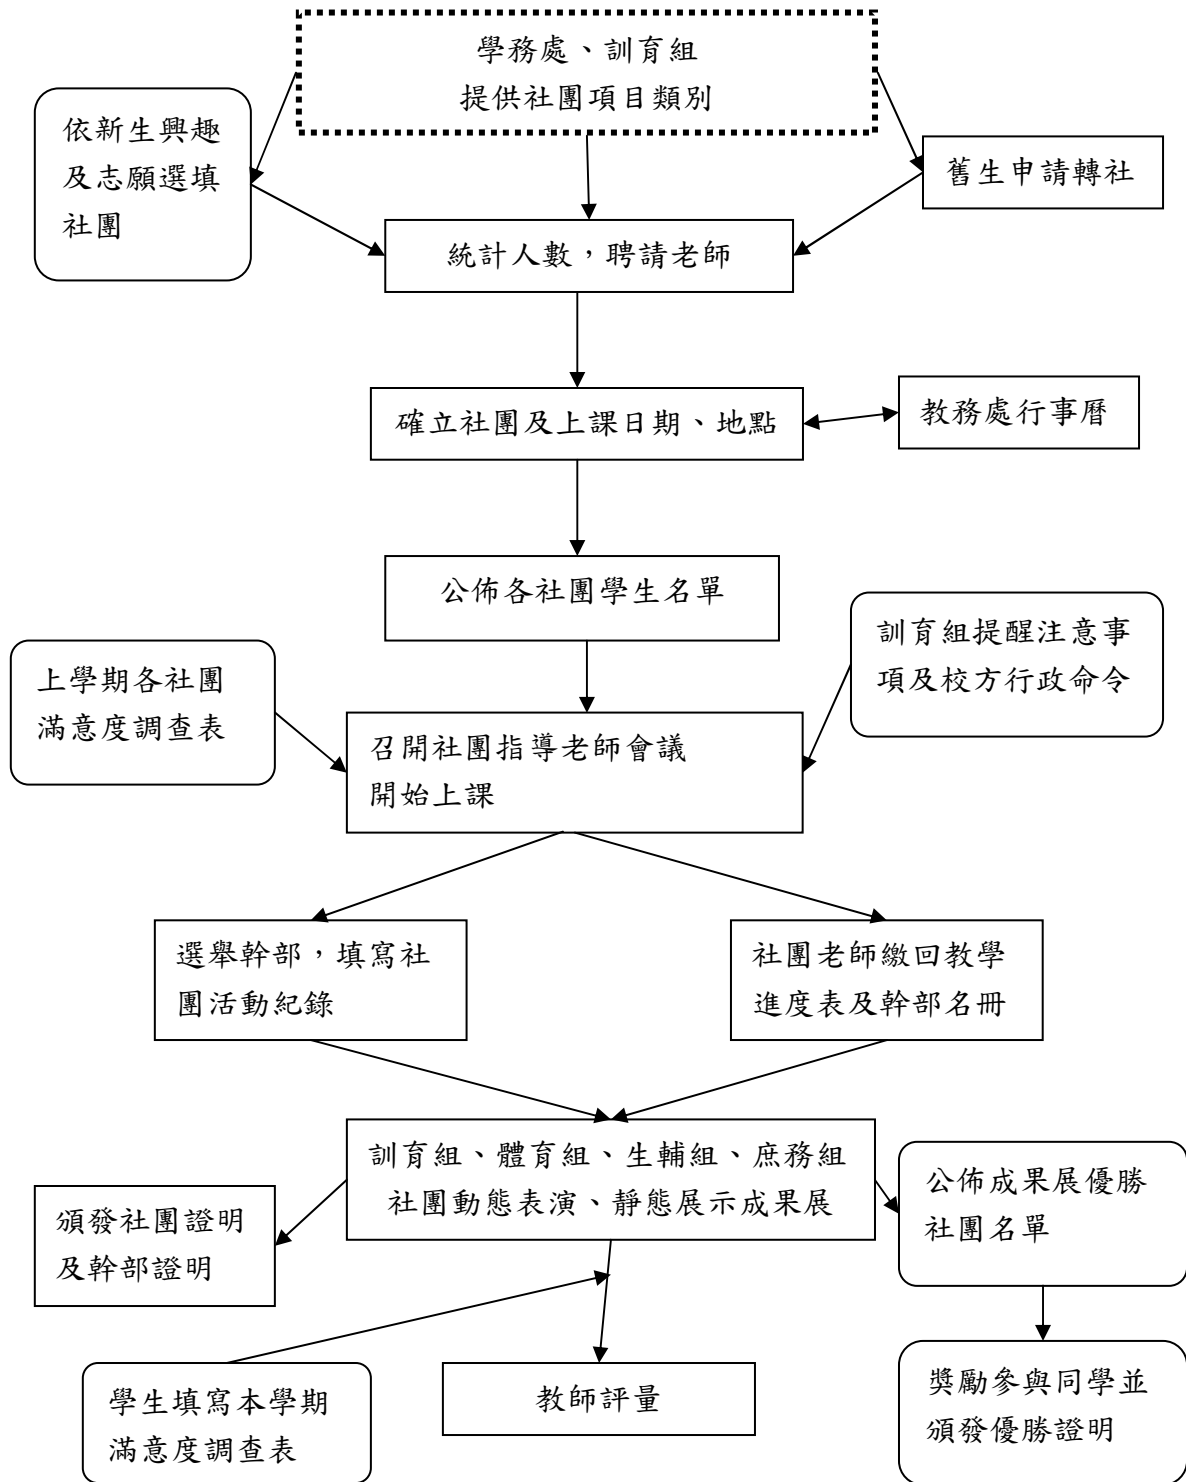 學務處、訓育組
提供社團項目類別
依新生興趣
及志願選填
社團
舊生申請轉社
統計人數，聘請老師
確立社團及上課日期、地點
教務處行事曆
公佈各社團學生名單
訓育組提醒注意事
項及校方行政命令
上學期各社團
滿意度調查表
召開社團指導老師會議
開始上課
選舉幹部，填寫社
團活動紀錄
社團老師繳回教學
進度表及幹部名冊
訓育組、體育組、生輔組、庶務組
社團動態表演、靜態展示成果展
公佈成果展優勝
社團名單
頒發社團證明
及幹部證明
學生填寫本學期
滿意度調查表
教師評量
獎勵參與同學並
頒發優勝證明